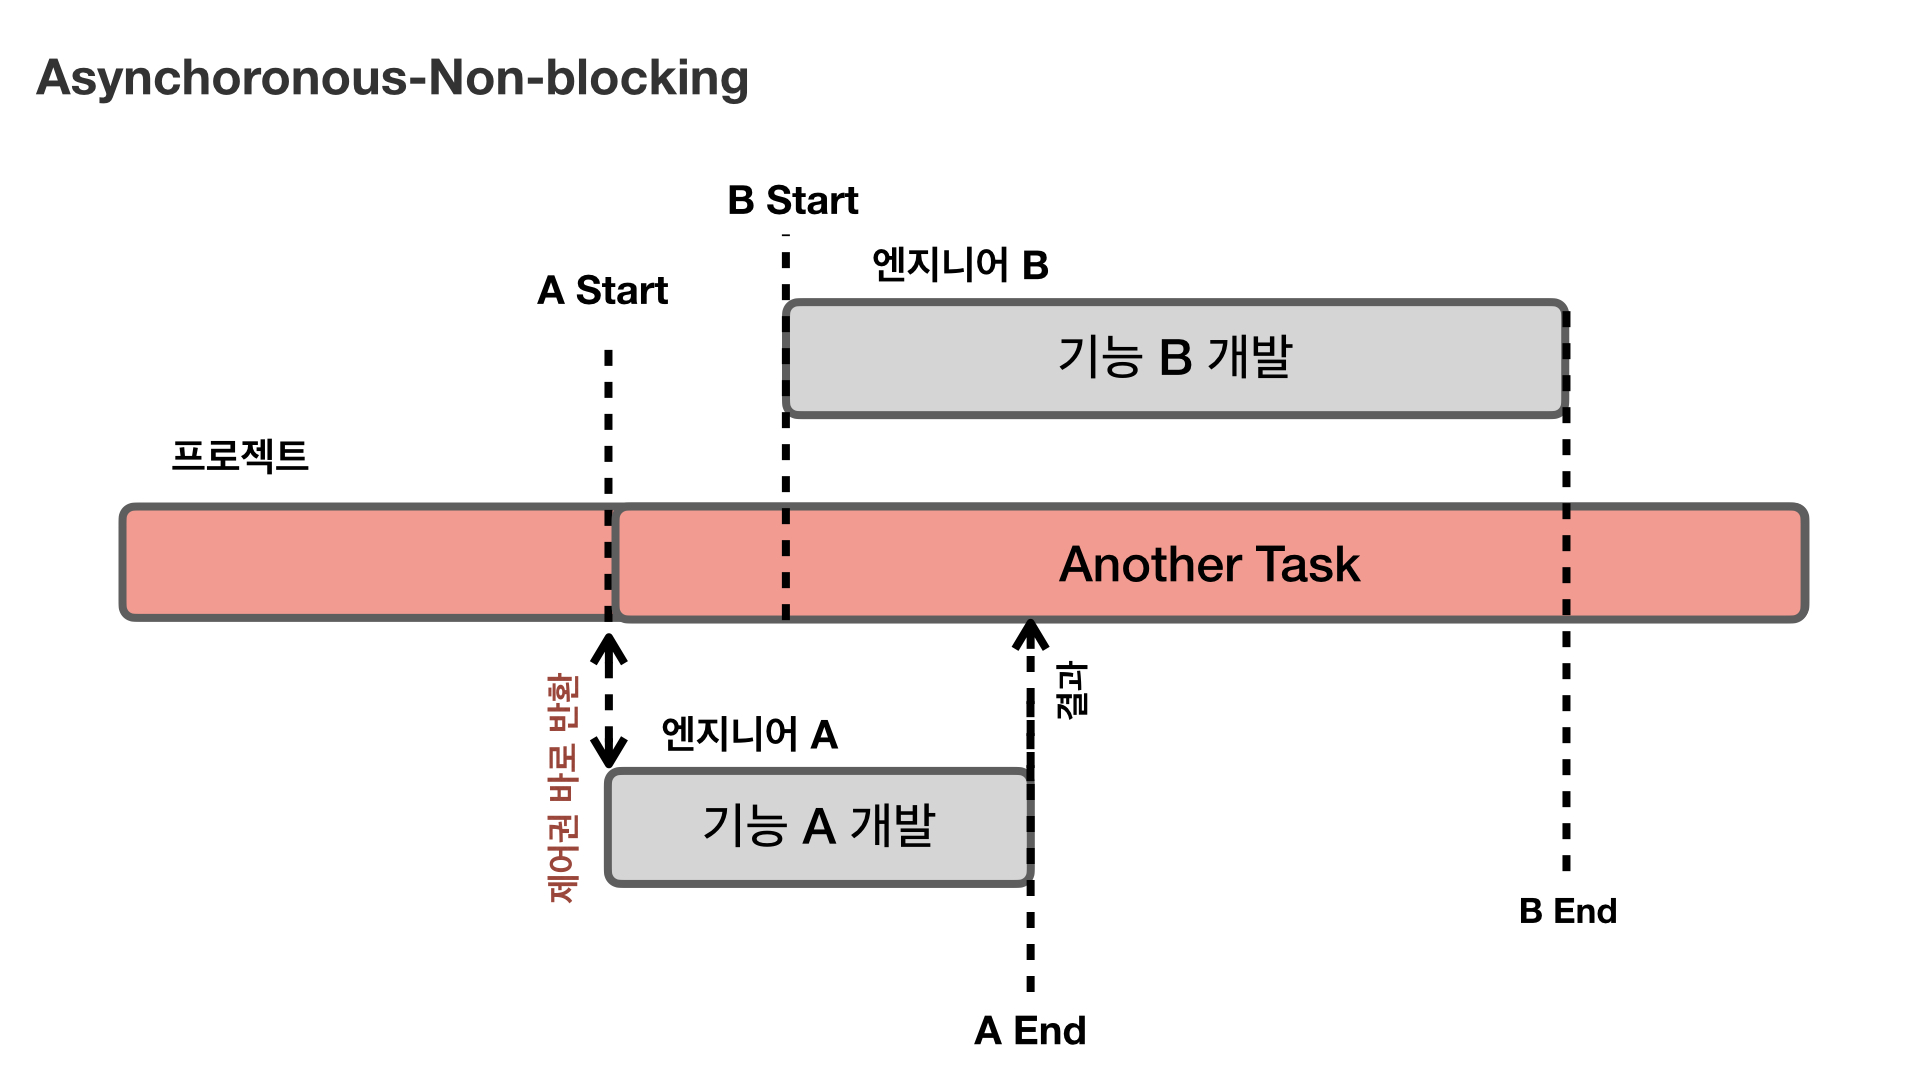 Asynchoronous-Non-blocking
B Start
엔지니어 B
A Start
기능 B 개발
프로젝트
Another Task
제어권 바로 반환
결과
엔지니어 A
기능 A 개발
B End
A End